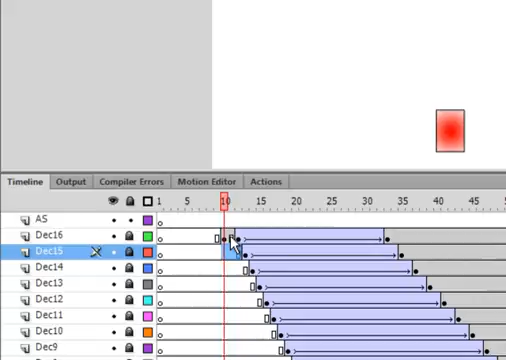 Timeline Output Compiler Errors Motion Editor Actions
1 5 10 15 20 25 30 35 40 45 50
AS
Dec16
Dec15
Dec14
Dec13
Dec12
Dec11
Dec10
Dec9